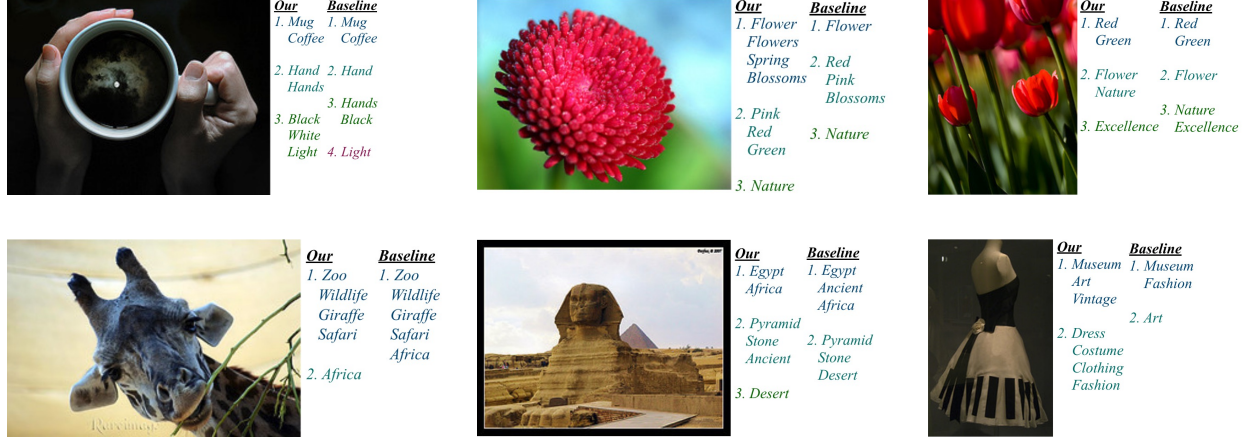 Our
1. Mug
Coffee
2. Hand
Hands
3. Black
White
Light
Baseline
1. Mug
Coffee
2. Hand
3. Hands
Black
4. Light
Our
1. Flower
Flowers
Spring
Blossoms
2. Pink
Red
Green
3. Nature
Baseline
1. Flower
2. Red
Pink
Blossoms
3. Nature
Our
1. Red
Green
2. Flower
Nature
3. Excellence
Baseline
1. Red
Green
2. Flower
3. Nature
Excellence
Our
1. Zoo
Wildlife
Giraffe
Safari
2. Africa
Baseline
1. Zoo
Wildlife
Giraffe
Safari
Africa
Our
1. Egypt
Africa
2. Pyramid
Stone
Ancient
3. Desert
Baseline
1. Egypt
Ancient
Africa
2. Pyramid
Stone
Desert
Our
1. Museum
Art
Vintage
2. Dress
Costume
Clothing
Fashion
Baseline
1. Museum
Fashion
2. Art